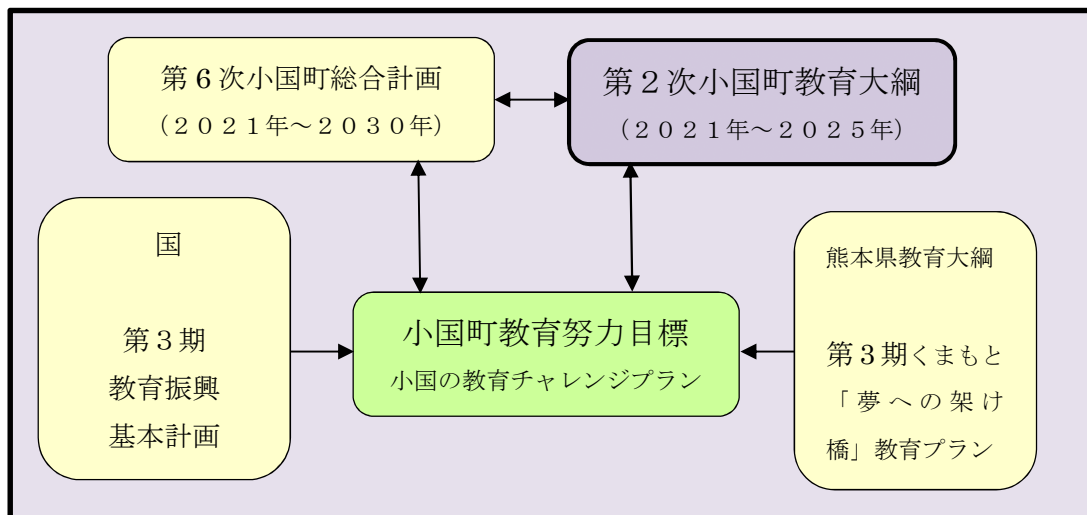 第６次小国町総合計画
（２０２１年～２０３０年）
第２次小国町教育大綱
（２０２１年～２０２５年）
国
第３期
教育振興
基本計画
小国町教育努力目標
小国の教育チャレンジプラン
熊本県教育大綱
第３期くまもと
「夢への架け
橋」教育プラン